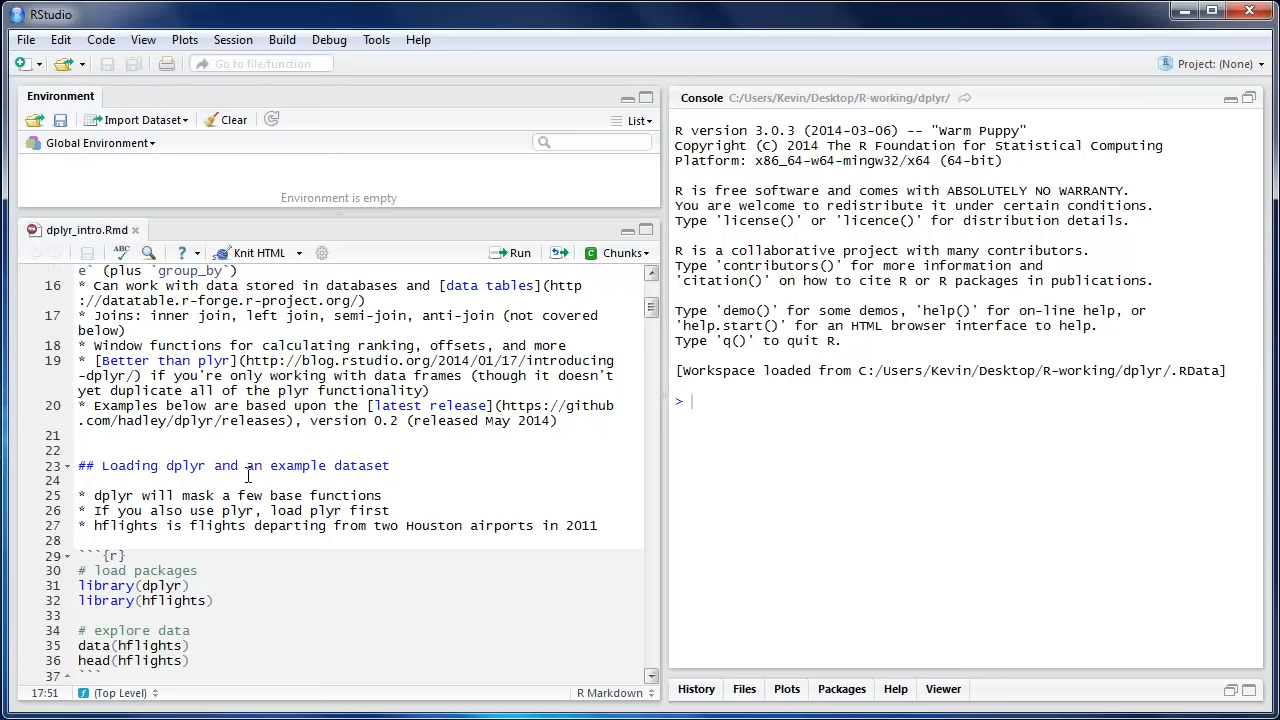 RStudio
File Edit Code View Plots Session Build Debug Tools Help
Go to file/function Project: (None)
Environment
Import Dataset Clear List
Global Environment
Environment is empty
dplyr_intro.Rmd
ABC ? Knit HTML Run Chunks
e` (plus `group_by`)
16 * Can work with data stored in databases and [data tables](http
://datatable.r-forge.r-project.org/)
17 * Joins: inner join, left join, semi-join, anti-join (not covered
below)
18 * Window functions for calculating ranking, offsets, and more
19 * [Better than plyr](http://blog.rstudio.org/2014/01/17/introducing
-dplyr/) if you're only working with data frames (though it doesn't
yet duplicate all of the plyr functionality)
20 * Examples below are based upon the [latest release](https://github
.com/hadley/dplyr/releases), version 0.2 (released May 2014)
21
22
23 ## Loading dplyr and an example dataset
24
25 * dplyr will mask a few base functions
26 * If you also use plyr, load plyr first
27 * hflights is flights departing from two Houston airports in 2011
28
29 ```{r}
30 # load packages
31 library(dplyr)
32 library(hflights)
33
34 # explore data
35 data(hflights)
36 head(hflights)
37 ```
17:51 (Top Level) R Markdown
Console C:/Users/Kevin/Desktop/R-working/dplyr/
R version 3.0.3 (2014-03-06) -- "Warm Puppy"
Copyright (C) 2014 The R Foundation for Statistical Computing
Platform: x86_64-w64-mingw32/x64 (64-bit)
R is free software and comes with ABSOLUTELY NO WARRANTY.
You are welcome to redistribute it under certain conditions.
Type 'license()' or 'licence()' for distribution details.
R is a collaborative project with many contributors.
Type 'contributors()' for more information and
'citation()' on how to cite R or R packages in publications.
Type 'demo()' for some demos, 'help()' for on-line help, or
'help.start()' for an HTML browser interface to help.
Type 'q()' to quit R.
[Workspace loaded from C:/Users/Kevin/Desktop/R-working/dplyr/.RData]
>
History Files Plots Packages Help Viewer